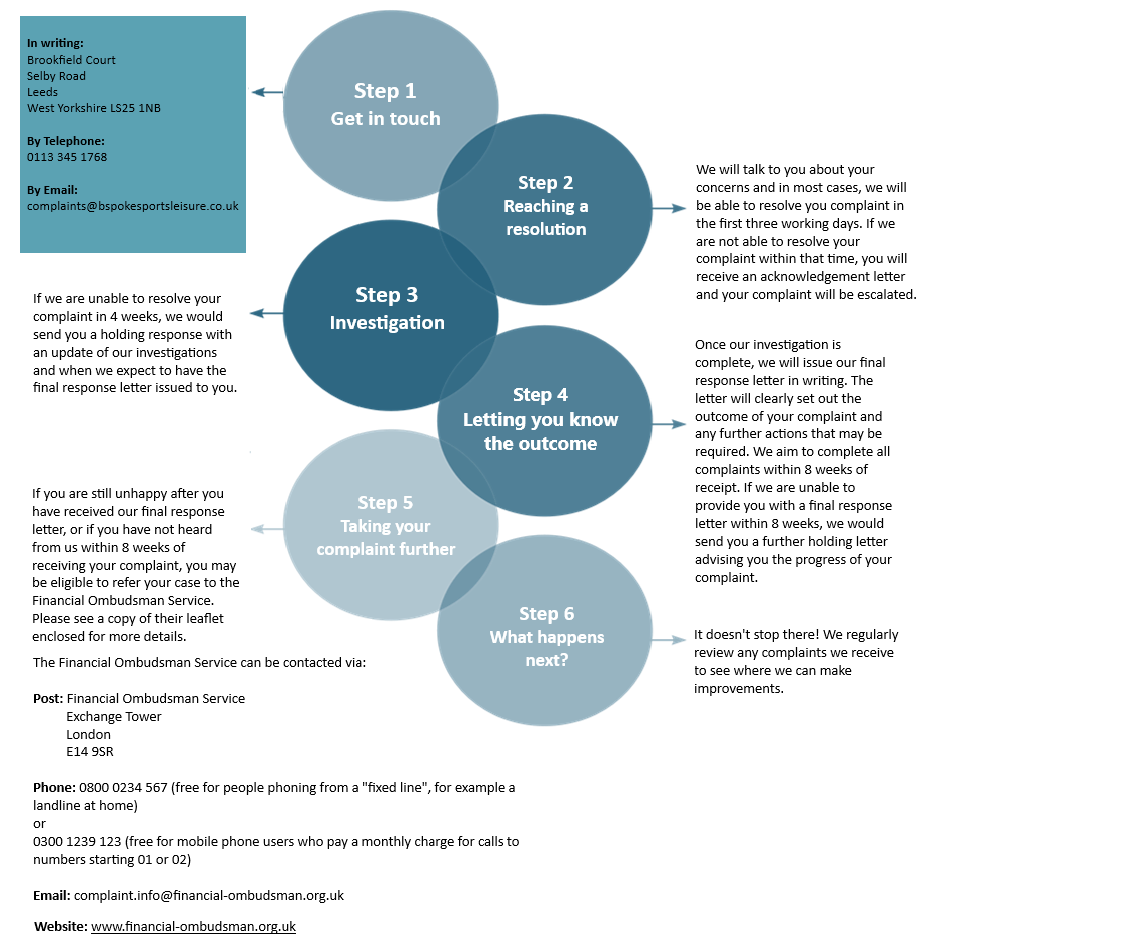 In writing:
Brookfield Court
Selby Road
Leeds
West Yorkshire LS25 1NB
By Telephone:
0113 345 1768
By Email:
complaints@bspokesportsleisure.co.uk
Step 1
Get in touch
Step 2
Reaching a
resolution
We will talk to you about your
concerns and in most cases, we will
be able to resolve you complaint in
the first three working days. If we
are not able to resolve your
complaint within that time, you will
receive an acknowledgement letter
and your complaint will be escalated.
Step 3
Investigation
If we are unable to resolve your
complaint in 4 weeks, we would
send you a holding response with
an update of our investigations
and when we expect to have the
final response letter issued to you.
Step 4
Letting you know
the outcome
Once our investigation is
complete, we will issue our final
response letter in writing. The
letter will clearly set out the
outcome of your complaint and
any further actions that may be
required. We aim to complete all
complaints within 8 weeks of
receipt. If we are unable to
provide you with a final response
letter within 8 weeks, we would
send you a further holding letter
advising you the progress of your
complaint.
Step 5
Taking your
complaint further
If you are still unhappy after you
have received our final response
letter, or if you have not heard
from us within 8 weeks of
receiving your complaint, you may
be eligible to refer your case to the
Financial Ombudsman Service.
Please see a copy of their leaflet
enclosed for more details.
Step 6
What happens
next?
It doesn't stop there! We regularly
review any complaints we receive
to see where we can make
improvements.
The Financial Ombudsman Service can be contacted via:
Post: Financial Ombudsman Service
Exchange Tower
London
E14 9SR
Phone: 0800 0234 567 (free for people phoning from a "fixed line", for example a
landline at home)
or
0300 1239 123 (free for mobile phone users who pay a monthly charge for calls to
numbers starting 01 or 02)
Email: complaint.info@financial-ombudsman.org.uk
Website: www.financial-ombudsman.org.uk